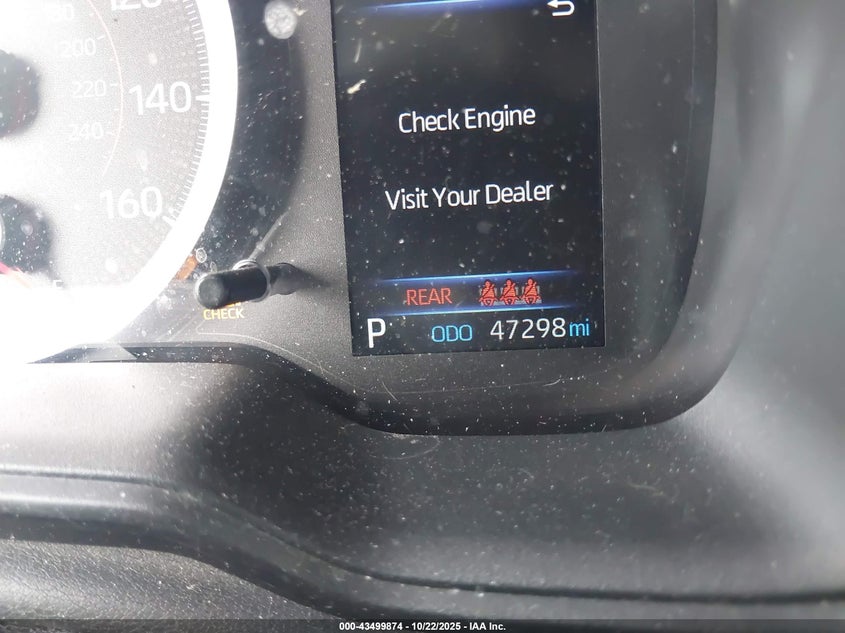 120
200
220
140
240
160
Check Engine
Visit Your Dealer
REAR
CHECK
P ODO 47298 mi
000-43499874 - 10/22/2025 - IAA Inc.